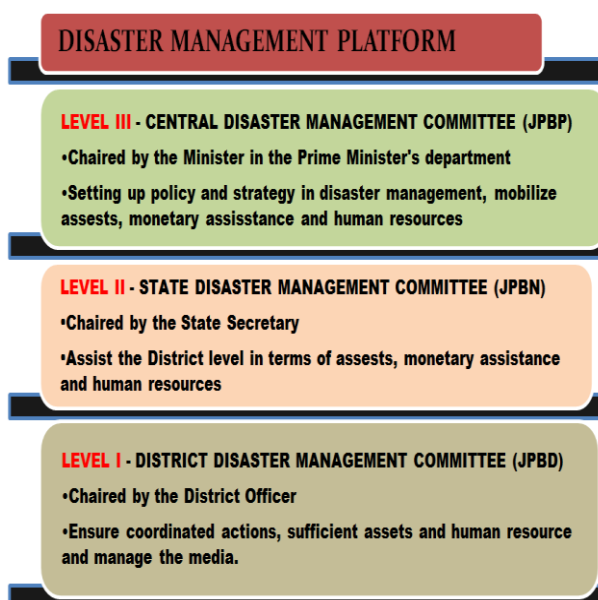 DISASTER MANAGEMENT PLATFORM
LEVEL III - CENTRAL DISASTER MANAGEMENT COMMITTEE (JPBP)
•Chaired by the Minister in the Prime Minister's department
•Setting up policy and strategy in disaster management, mobilize
assests, monetary assisstance and human resources
LEVEL II - STATE DISASTER MANAGEMENT COMMITTEE (JPBN)
•Chaired by the State Secretary
•Assist the District level in terms of assests, monetary assistance
and human resources
LEVEL I - DISTRICT DISASTER MANAGEMENT COMMITTEE (JPBD)
•Chaired by the District Officer
•Ensure coordinated actions, sufficient assets and human resource
and manage the media.